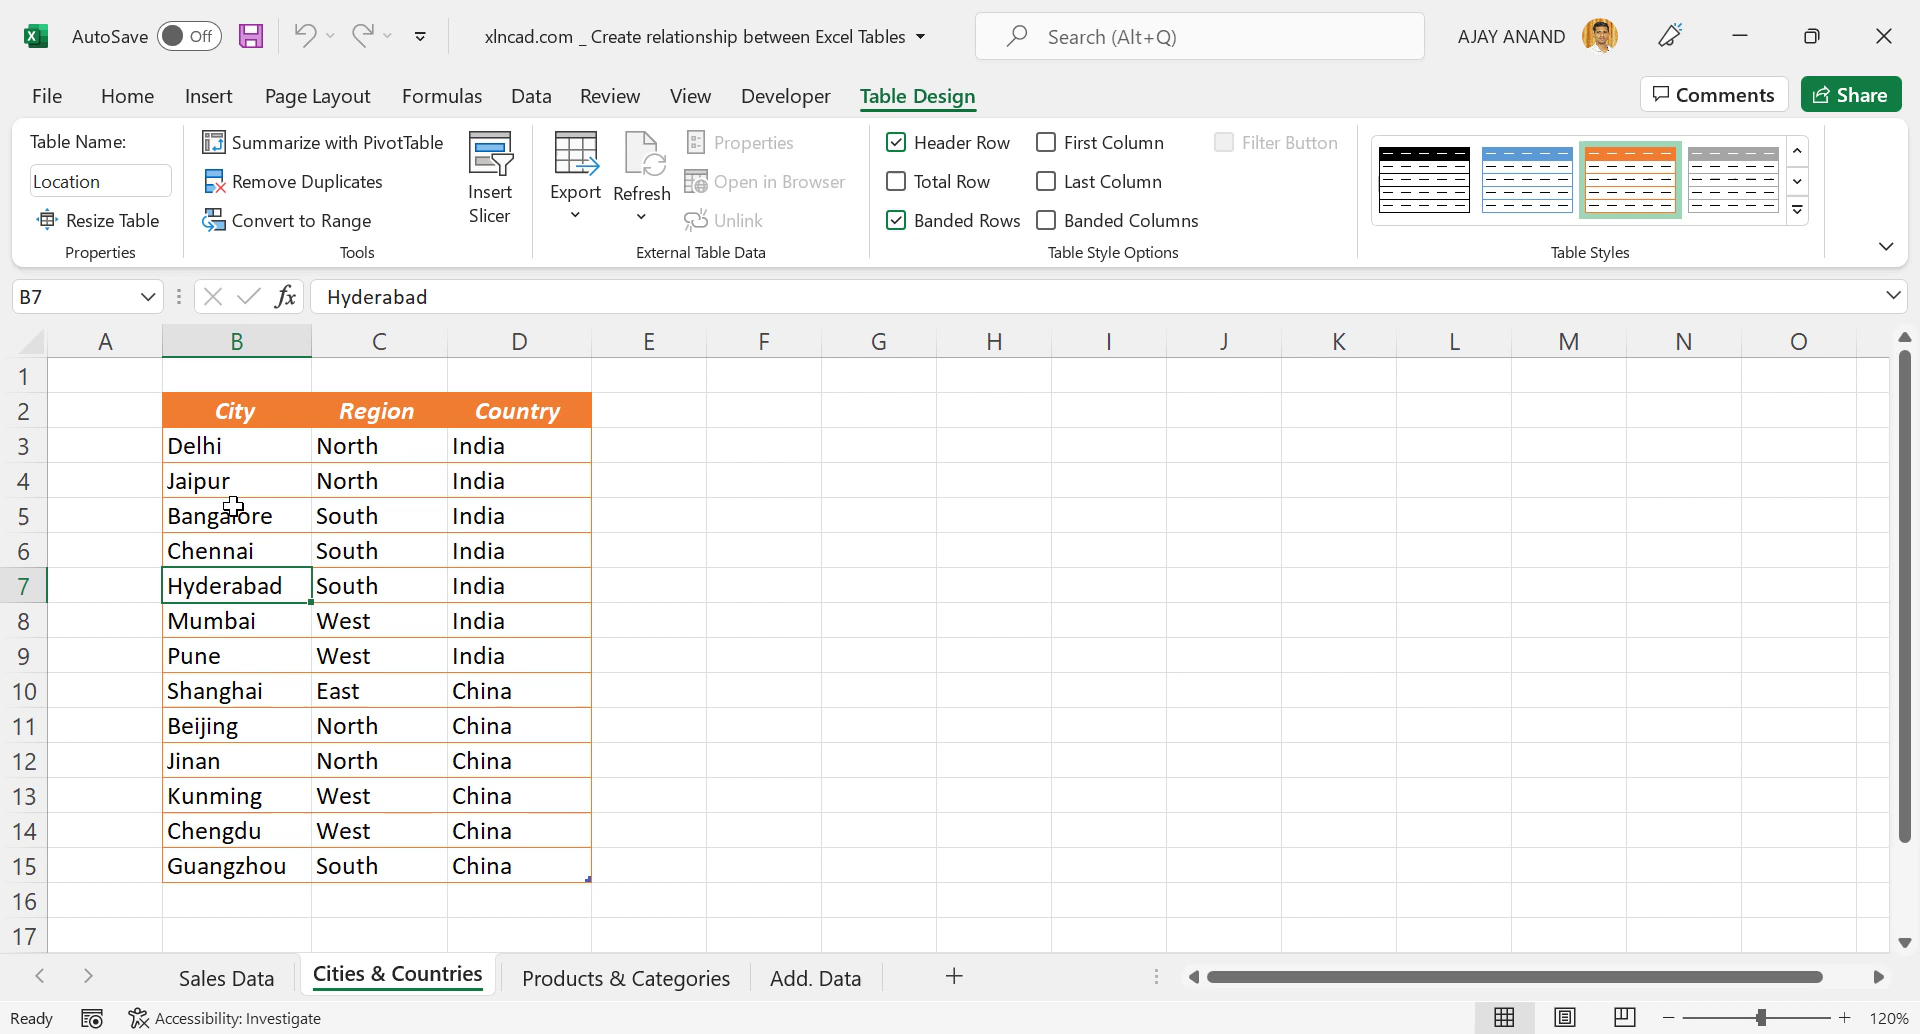 AutoSave Off xlncad.com _ Create relationship between Excel Tables Search (Alt+Q) AJAY ANAND
File Home Insert Page Layout Formulas Data Review View Developer Table Design Comments Share
Table Name:
Location
Resize Table
Properties
Summarize with PivotTable
Remove Duplicates
Convert to Range
Tools
Insert
Slicer
Export
Refresh
Properties
Open in Browser
Unlink
External Table Data
Header Row First Column Filter Button
Total Row Last Column
Banded Rows Banded Columns
Table Style Options
Table Styles
B7 fx Hyderabad
A B C D E F G H I J K L M N O
1
2 City Region Country
3 Delhi North India
4 Jaipur North India
5 Bangalore South India
6 Chennai South India
7 Hyderabad South India
8 Mumbai West India
9 Pune West India
10 Shanghai East China
11 Beijing North China
12 Jinan North China
13 Kunming West China
14 Chengdu West China
15 Guangzhou South China
16
17
Sales Data Cities & Countries Products & Categories Add. Data
Ready Accessibility: Investigate 120%